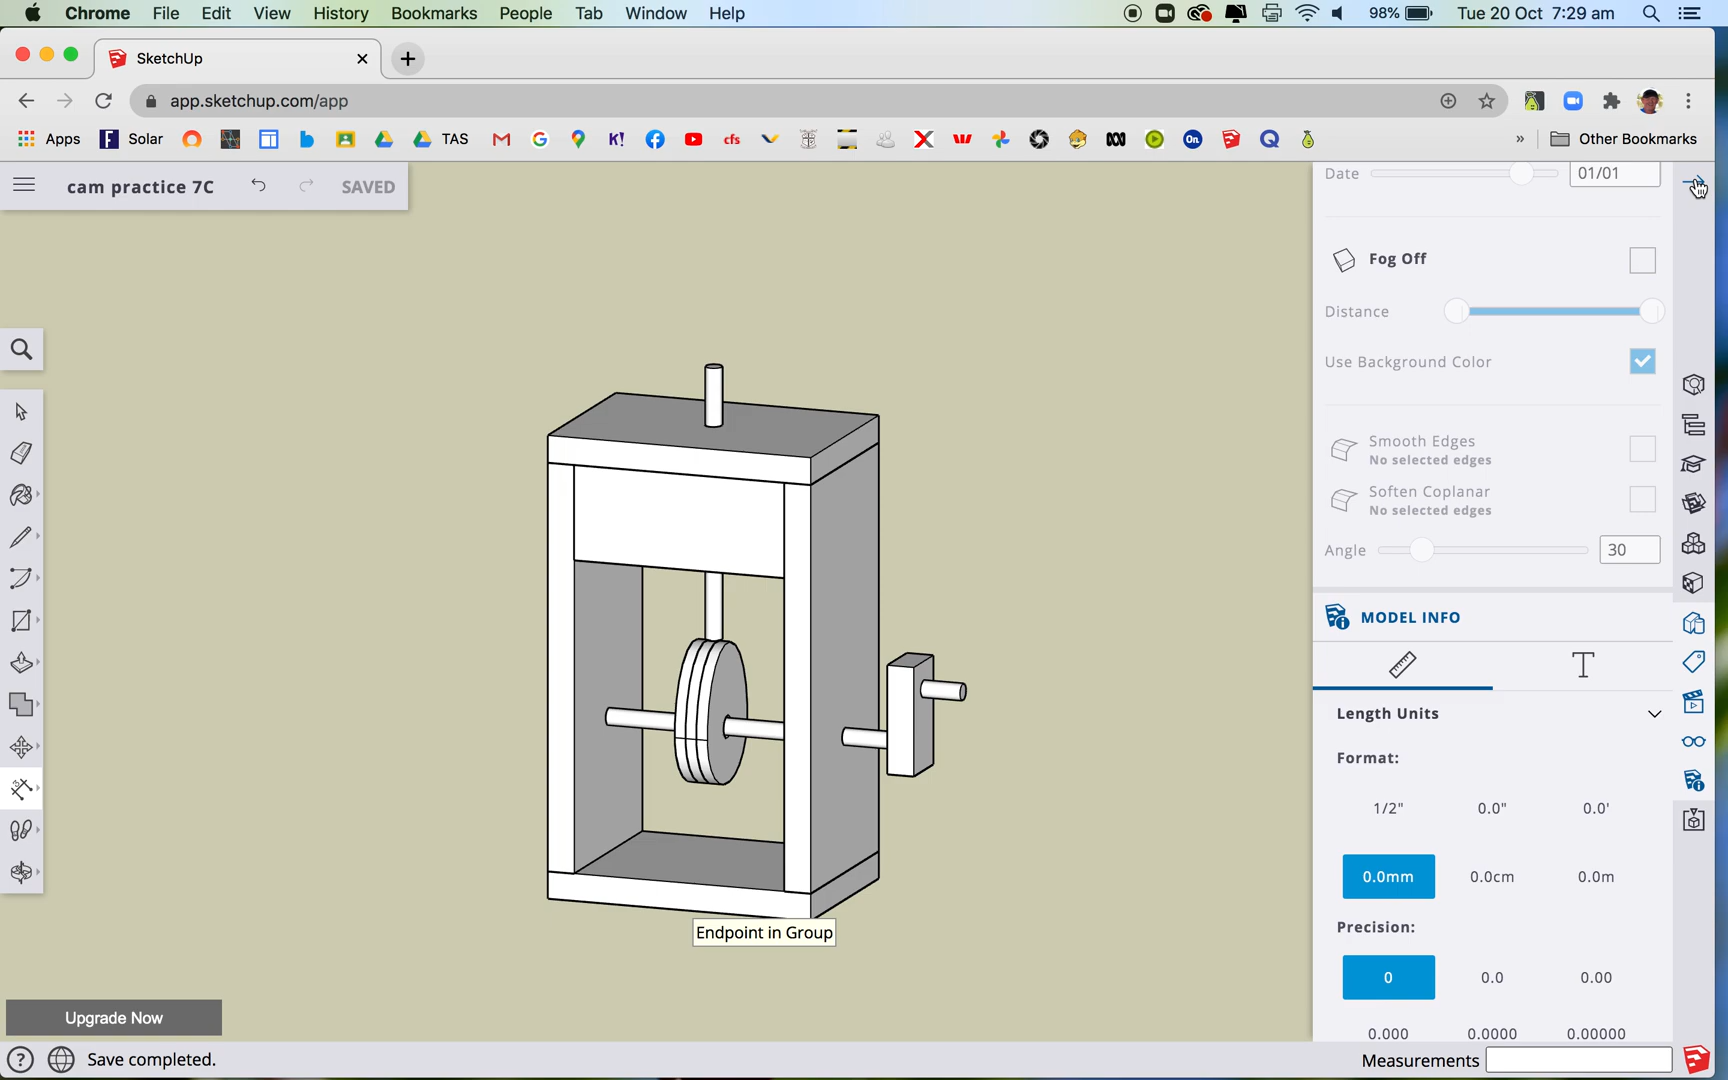 Chrome File Edit View History Bookmarks People Tab Window Help 98% Tue 20 Oct 7:29 am
SketchUp
app.sketchup.com/app
Apps Solar TAS cfs Other Bookmarks
cam practice 7C SAVED
Date 01/01
Fog Off
Distance
Use Background Color
Smooth Edges
No selected edges
Soften Coplanar
No selected edges
Angle 30
MODEL INFO
Length Units
Format:
1/2" 0.0" 0.0'
0.0mm 0.0cm 0.0m
Precision:
0 0.0 0.00
0.000 0.0000 0.00000
Endpoint in Group
Upgrade Now
Save completed.
Measurements